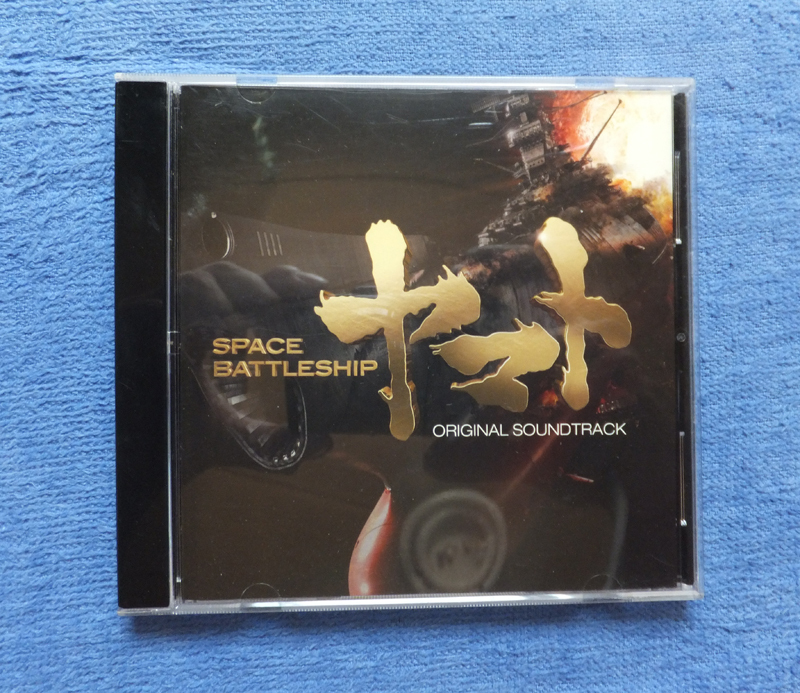 SPACE
BATTLESHIP
ヤマト
ORIGINAL SOUNDTRACK